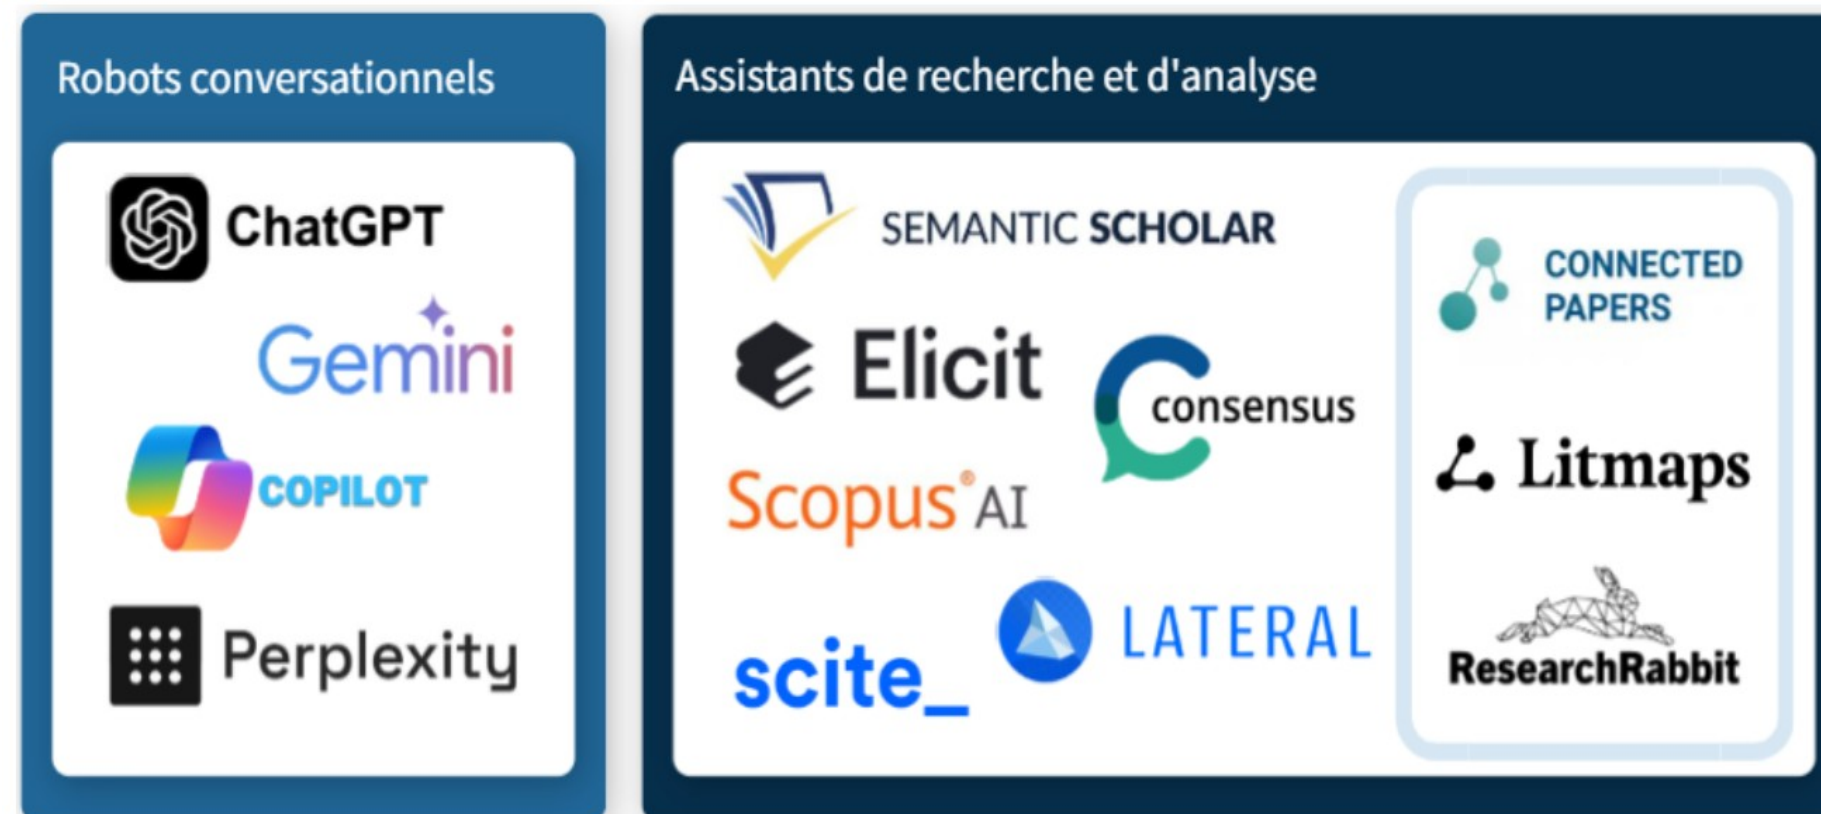 Robots conversationnels
ChatGPT
Gemini
COPILOT
Perplexity
Assistants de recherche et d'analyse
SEMANTIC SCHOLAR
Elicit
consensus
Scopus® AI
LATERAL
scite_
CONNECTED
PAPERS
Litmaps
ResearchRabbit